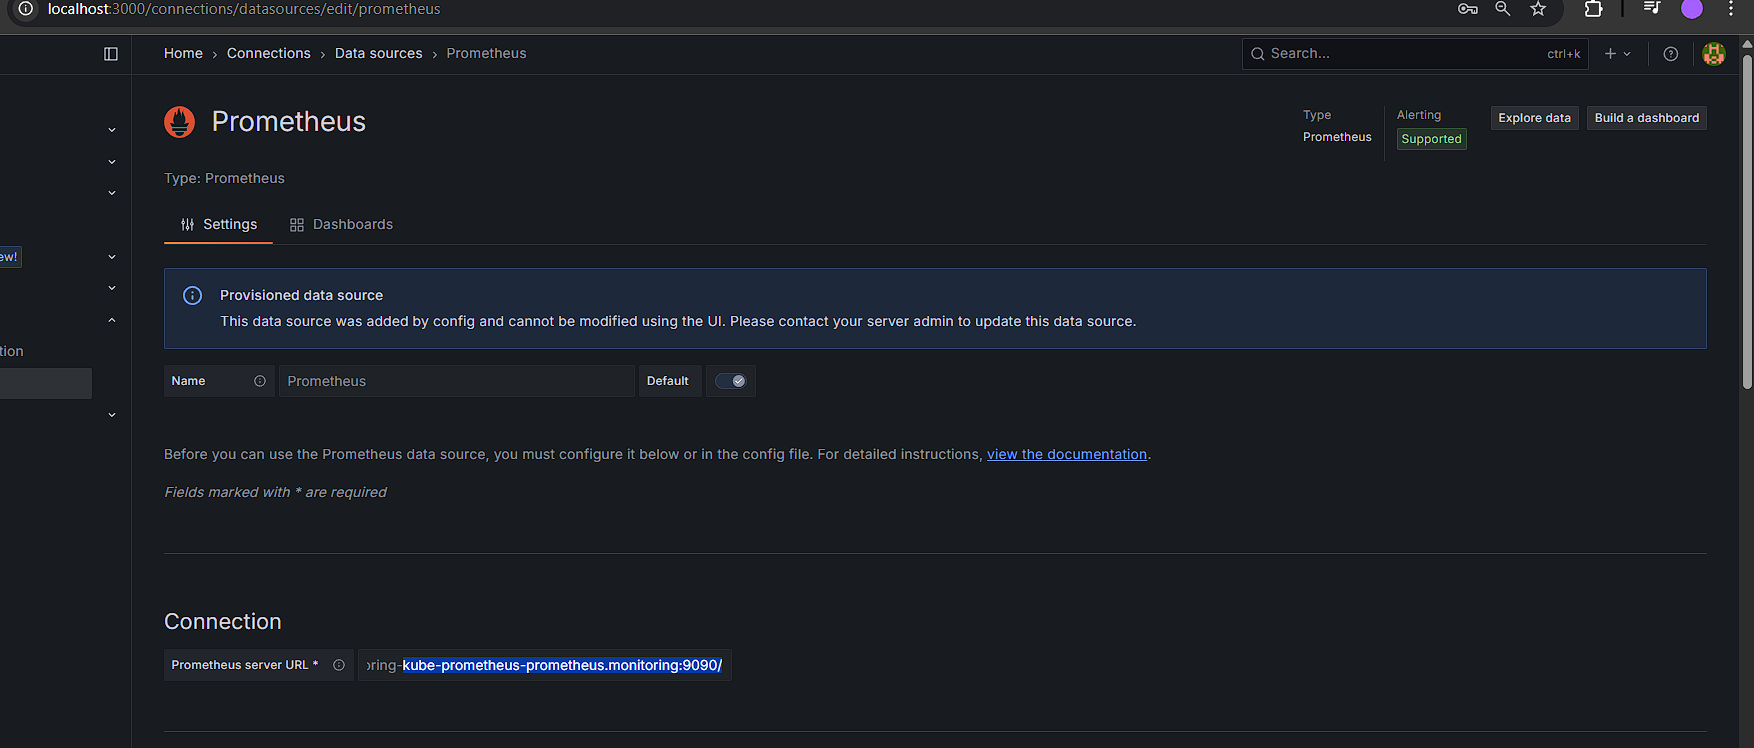 localhost:3000/connections/datasources/edit/prometheus
Home › Connections › Data sources › Prometheus
Search...
ctrl+k
Prometheus
Type
Prometheus
Alerting
Supported
Explore data
Build a dashboard
Type: Prometheus
Settings
Dashboards
ew!
Provisioned data source
This data source was added by config and cannot be modified using the UI. Please contact your server admin to update this data source.
tion
Name
Prometheus
Default
Before you can use the Prometheus data source, you must configure it below or in the config file. For detailed instructions, view the documentation.
Fields marked with * are required
Connection
Prometheus server URL *
oring-kube-prometheus-prometheus.monitoring:9090/